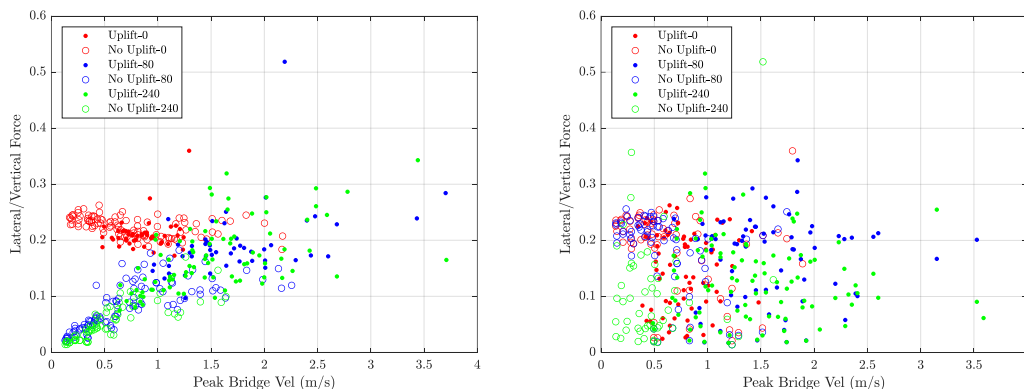 0.6
0.5
0.4
0.3
0.2
0.1
0
0
0.5
1
1.5
2
2.5
3
3.5
4
Lateral/Vertical Force
Peak Bridge Vel (m/s)
Uplift-0
No Uplift-0
Uplift-80
No Uplift-80
Uplift-240
No Uplift-240
0.6
0.5
0.4
0.3
0.2
0.1
0
0
0.5
1
1.5
2
2.5
3
3.5
Lateral/Vertical Force
Peak Bridge Vel (m/s)
Uplift-0
No Uplift-0
Uplift-80
No Uplift-80
Uplift-240
No Uplift-240